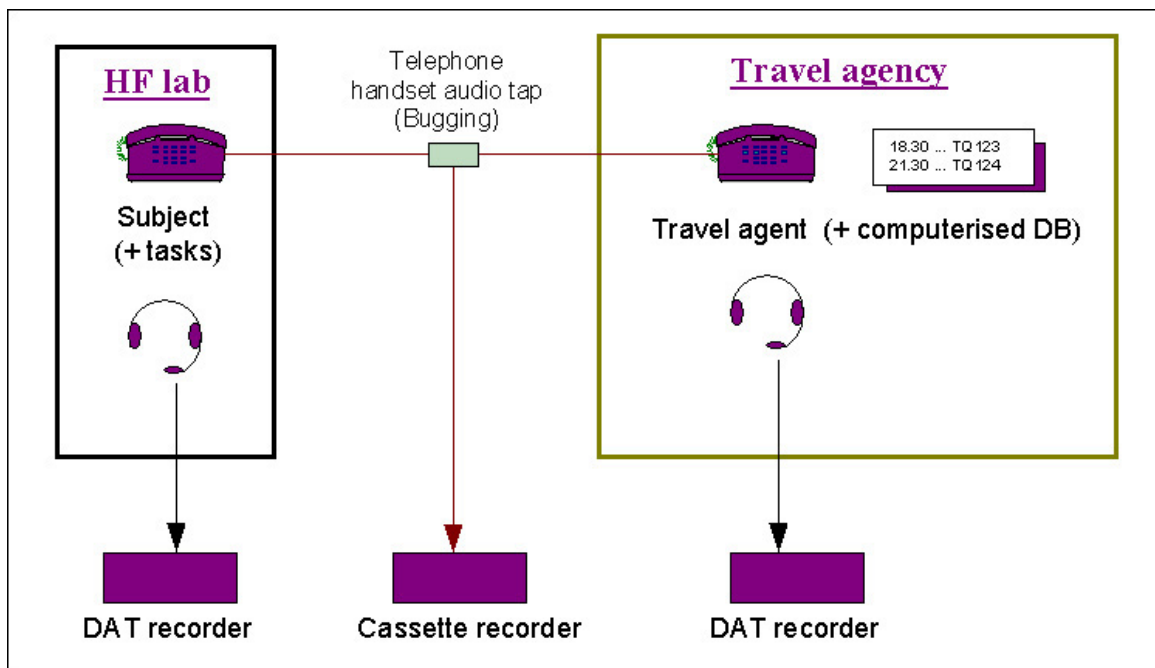 HF lab
Telephone
handset audio tap
(Bugging)
Travel agency
18.30 ... TQ 123
21.30 ... TQ 124
Subject
(+ tasks)
Travel agent (+ computerised DB)
DAT recorder
Cassette recorder
DAT recorder